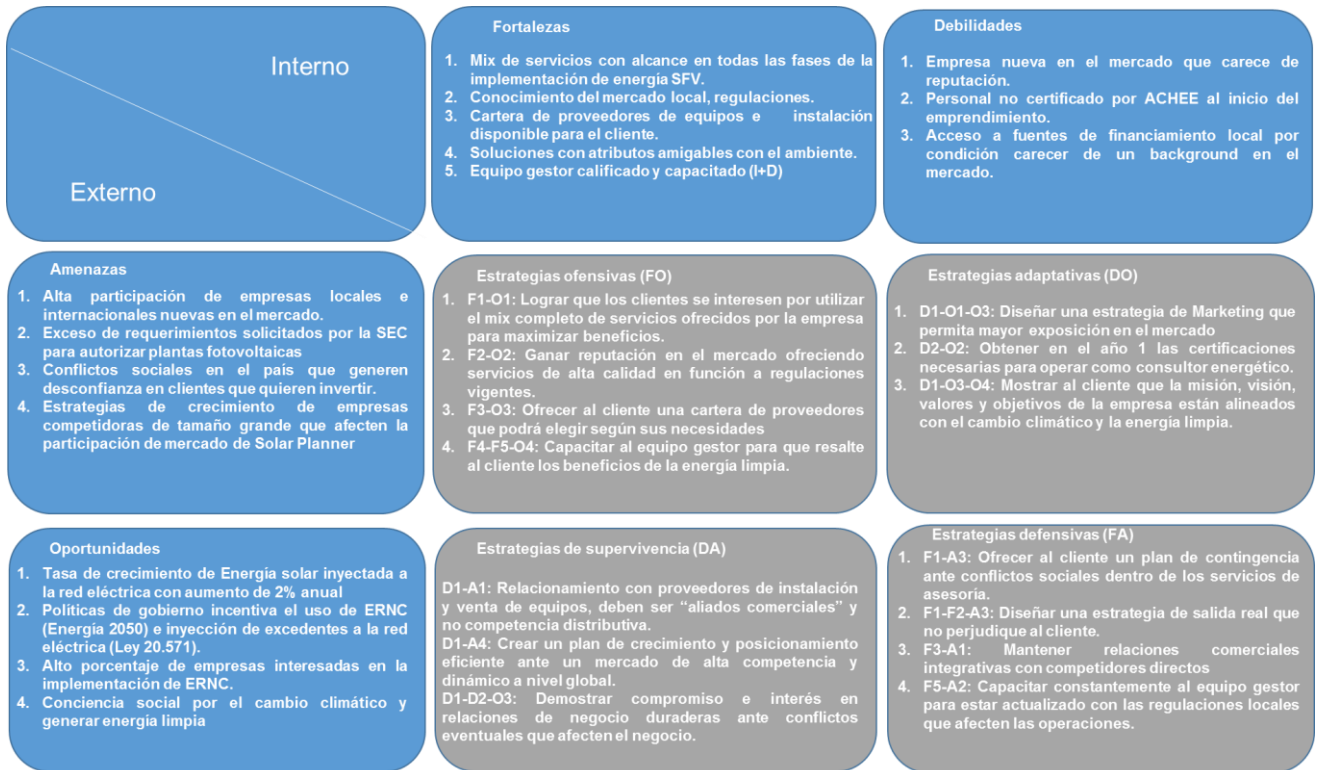 Interno
Externo
Fortalezas
1. Mix de servicios con alcance en todas las fases de la
implementación de energía SFV.
2. Conocimiento del mercado local, regulaciones.
3. Cartera de proveedores de equipos e instalación
disponible para el cliente.
4. Soluciones con atributos amigables con el ambiente.
5. Equipo gestor calificado y capacitado (I+D)
Debilidades
1. Empresa nueva en el mercado que carece de
reputación.
2. Personal no certificado por ACHEE al inicio del
emprendimiento.
3. Acceso a fuentes de financiamiento local por
condición carecer de un background en el
mercado.
Amenazas
1. Alta participación de empresas locales e
internacionales nuevas en el mercado.
2. Exceso de requerimientos solicitados por la SEC
para autorizar plantas fotovoltaicas
3. Conflictos sociales en el país que generen
desconfianza en clientes que quieren invertir.
4. Estrategias de crecimiento de empresas
competidoras de tamaño grande que afecten la
participación de mercado de Solar Planner
Estrategias ofensivas (FO)
1. F1-O1: Lograr que los clientes se interesen por utilizar
el mix completo de servicios ofrecidos por la empresa
para maximizar beneficios.
2. F2-O2: Ganar reputación en el mercado ofreciendo
servicios de alta calidad en función a regulaciones
vigentes.
3. F3-O3: Ofrecer al cliente una cartera de proveedores
que podrá elegir según sus necesidades
4. F4-F5-O4: Capacitar al equipo gestor para que resalte
al cliente los beneficios de la energía limpia.
Estrategias adaptativas (DO)
1. D1-O1-O3: Diseñar una estrategia de Marketing que
permita mayor exposición en el mercado
2. D2-O2: Obtener en el año 1 las certificaciones
necesarias para operar como consultor energético.
3. D1-O3-O4: Mostrar al cliente que la misión, visión,
valores y objetivos de la empresa están alineados
con el cambio climático y la energía limpia.
Oportunidades
1. Tasa de crecimiento de Energía solar inyectada a
la red eléctrica con aumento de 2% anual
2. Políticas de gobierno incentiva el uso de ERNC
(Energía 2050) e inyección de excedentes a la red
eléctrica (Ley 20.571).
3. Alto porcentaje de empresas interesadas en la
implementación de ERNC.
4. Conciencia social por el cambio climático y
generar energía limpia
Estrategias de supervivencia (DA)
D1-A1: Relacionamiento con proveedores de instalación
y venta de equipos, deben ser “aliados comerciales” y
no competencia distributiva.
D1-A4: Crear un plan de crecimiento y posicionamiento
eficiente ante un mercado de alta competencia y
dinámico a nivel global.
D1-D2-O3: Demostrar compromiso e interés en
relaciones de negocio duraderas ante conflictos
eventuales que afecten el negocio.
Estrategias defensivas (FA)
1. F1-A3: Ofrecer al cliente un plan de contingencia
ante conflictos sociales dentro de los servicios de
asesoría.
2. F1-F2-A3: Diseñar una estrategia de salida real que
no perjudique al cliente.
3. F3-A1: Mantener relaciones comerciales
integrativas con competidores directos
4. F5-A2: Capacitar constantemente al equipo gestor
para estar actualizado con las regulaciones locales
que afecten las operaciones.